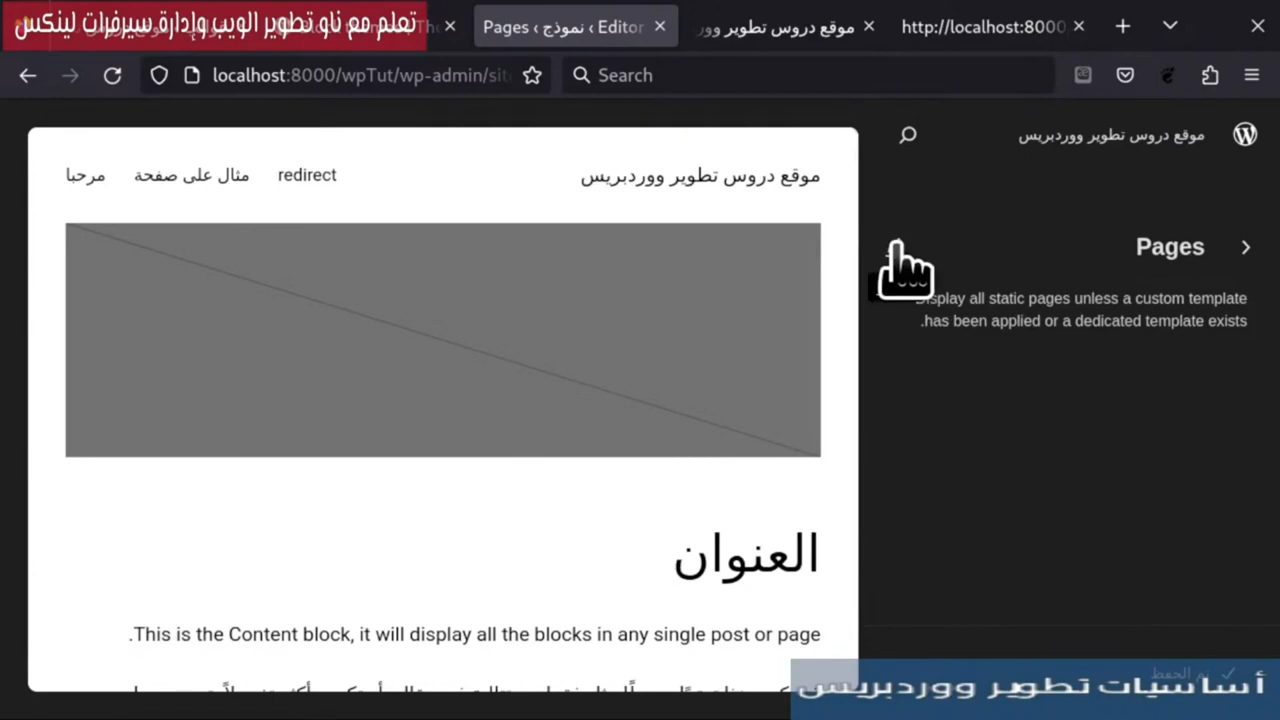 تعلم مع ناو تطوير الويب وإدارة سيرفرات لينكس
Pages ‹ نموذج ‹ Editor
موقع دروس تطوير وورد
http://localhost:8000
localhost:8000/wpTut/wp-admin/sit
Search
موقع دروس تطوير ووردبريس
موقع دروس تطوير ووردبريس
redirect
مثال على صفحة
مرحبا
Pages
Display all static pages unless a custom template
has been applied or a dedicated template exists.
العنوان
This is the Content block, it will display all the blocks in any single post or page.
تم الحفظ
أساسيات تطوير ووردبريس